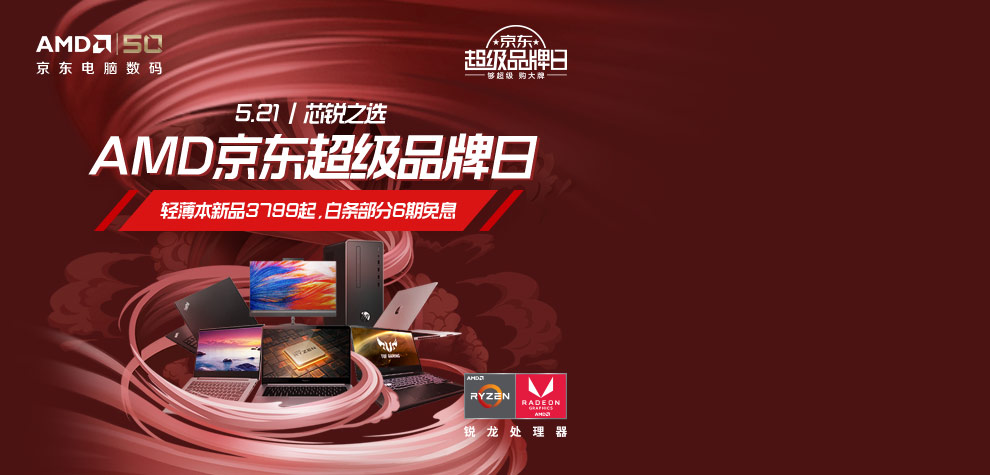 AMD 50
京东电脑数码
京东
超级品牌日
够超级 购大牌
5.21 / 芯锐之选
AMD京东超级品牌日
轻薄本新品3799起,白条部分6期免息
TUF GAMING
AMD
RYZEN
RADEON
GRAPHICS
AMD
锐龙处理器